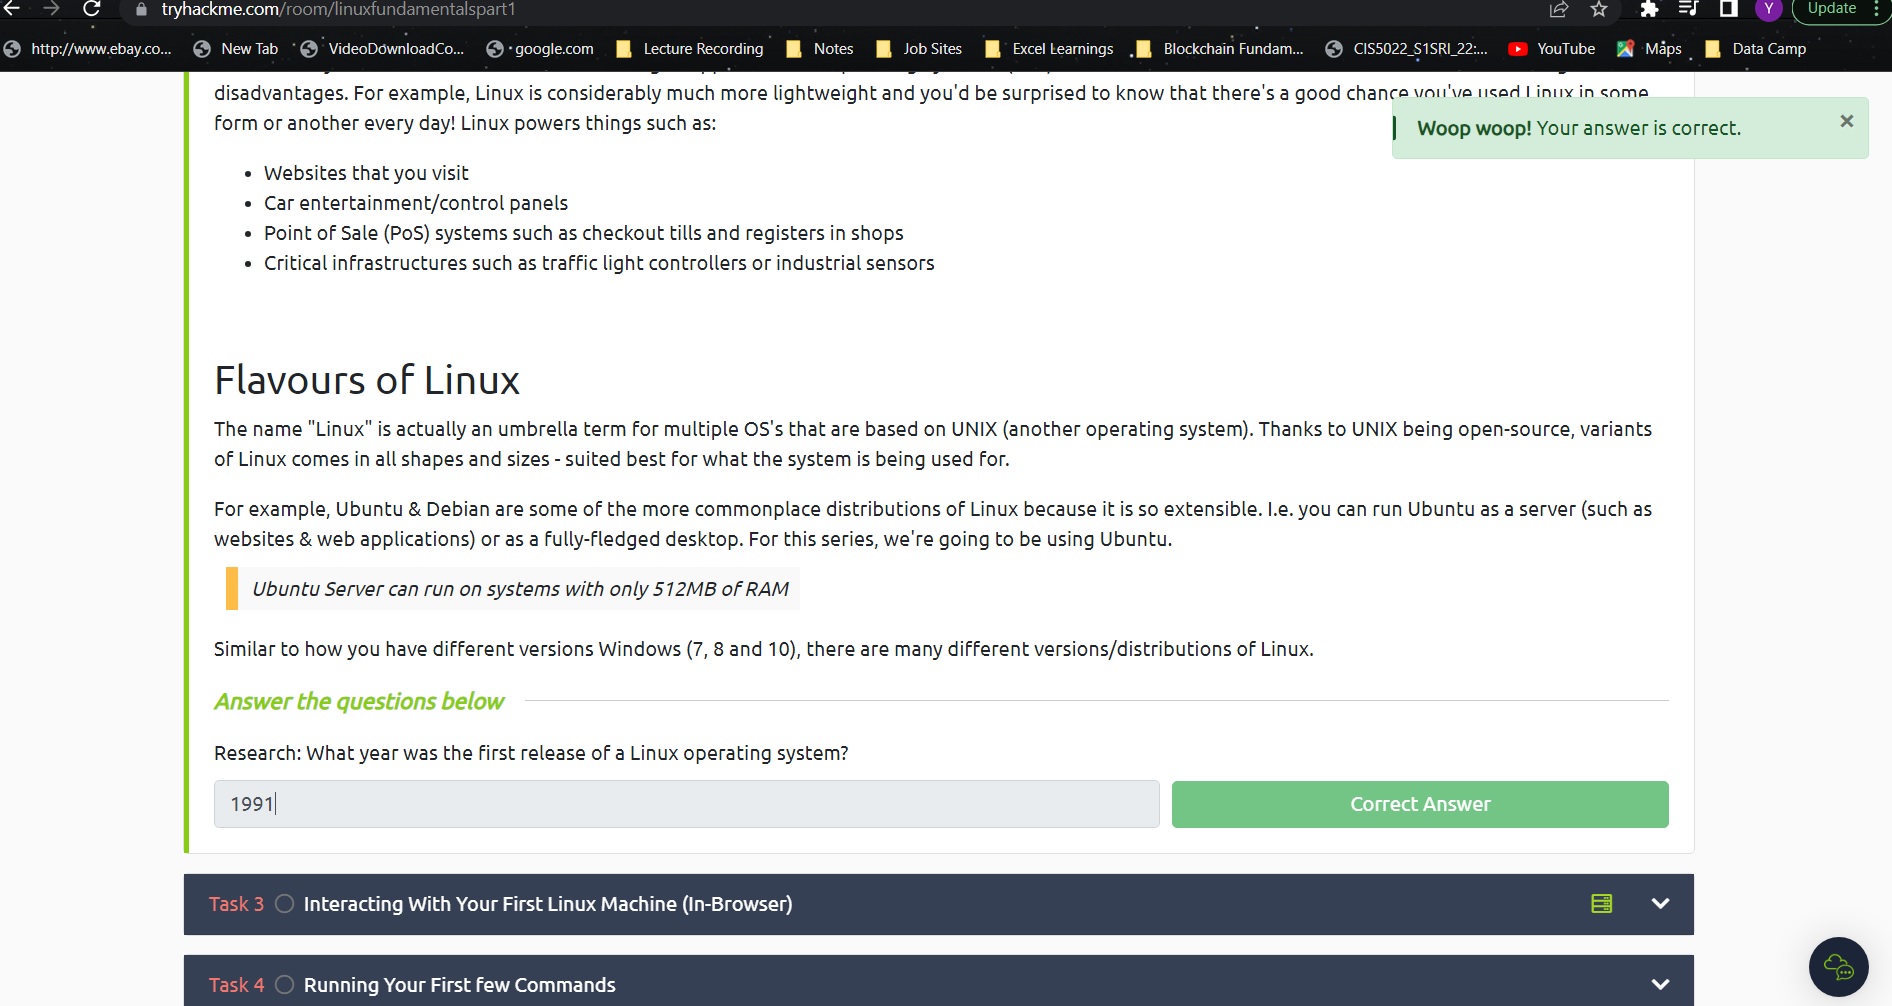 tryhackme.com/room/linuxfundamentalspart1
Y
Update
http://www.ebay.co...
New Tab
VideoDownloadCo...
google.com
Lecture Recording
Notes
Job Sites
Excel Learnings
Blockchain Fundam...
CIS5022_S1SRI_22:...
YouTube
Maps
Data Camp
disadvantages. For example, Linux is considerably much more lightweight and you'd be surprised to know that there's a good chance you've used Linux in some
form or another every day! Linux powers things such as:
Woop woop! Your answer is correct.
×
• Websites that you visit
• Car entertainment/control panels
• Point of Sale (PoS) systems such as checkout tills and registers in shops
• Critical infrastructures such as traffic light controllers or industrial sensors
Flavours of Linux
The name "Linux" is actually an umbrella term for multiple OS's that are based on UNIX (another operating system). Thanks to UNIX being open-source, variants
of Linux comes in all shapes and sizes - suited best for what the system is being used for.
For example, Ubuntu & Debian are some of the more commonplace distributions of Linux because it is so extensible. I.e. you can run Ubuntu as a server (such as
websites & web applications) or as a fully-fledged desktop. For this series, we're going to be using Ubuntu.
Ubuntu Server can run on systems with only 512MB of RAM
Similar to how you have different versions Windows (7, 8 and 10), there are many different versions/distributions of Linux.
Answer the questions below
Research: What year was the first release of a Linux operating system?
1991
Correct Answer
Task 3 Interacting With Your First Linux Machine (In-Browser)
Task 4 Running Your First few Commands